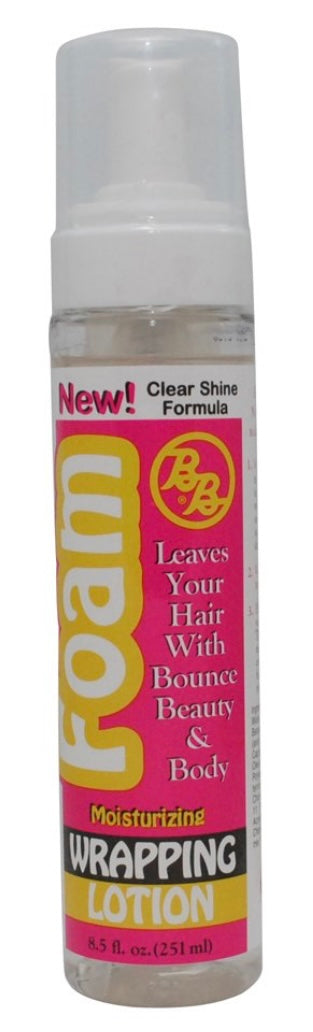 New!
Clear Shine
Formula
Foam
BB
®
Leaves
Your
Hair
With
Bounce
Beauty
&
Body
Moisturizing
WRAPPING
LOTION
8.5 fl. oz. (251 ml)